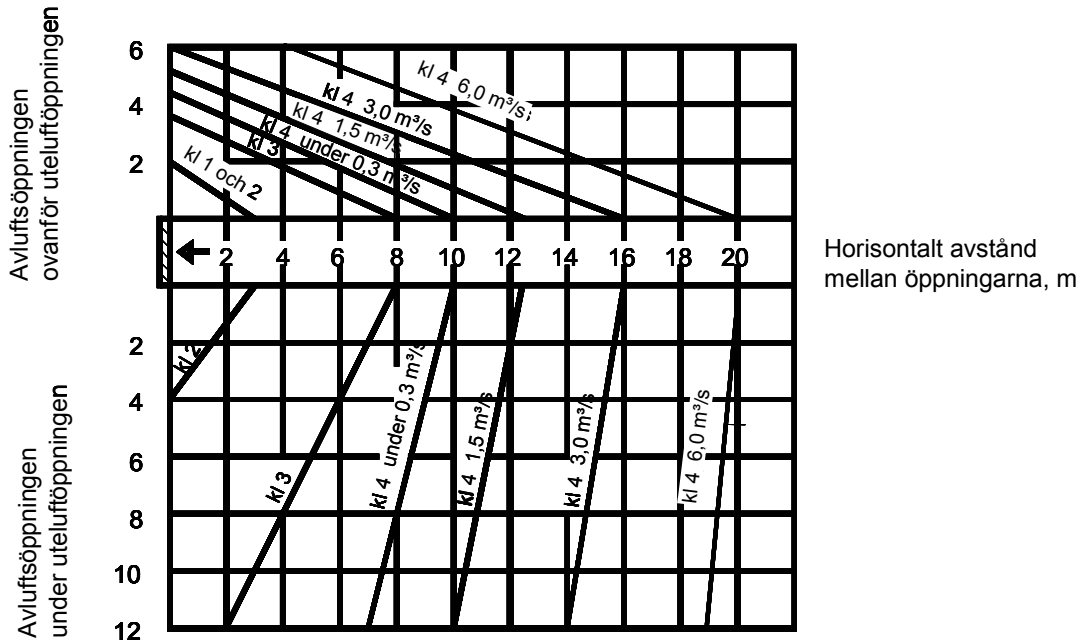 Avluftsöppningen
ovanför uteluftöppningen
6
4
2
kl 4 6,0 m³/s
kl 4 3,0 m³/s
kl 4 1,5 m³/s
kl 4 under 0,3 m³/s
kl 3
kl 1 och 2
2 4 6 8 10 12 14 16 18 20
Horisontalt avstånd
mellan öppningarna, m
Avluftsöppningen
under uteluftöppningen
2
4
6
8
10
12
kl 2
kl 3
kl 4 under 0,3 m³/s
kl 4 1,5 m³/s
kl 4 3,0 m³/s
kl 4 6,0 m³/s